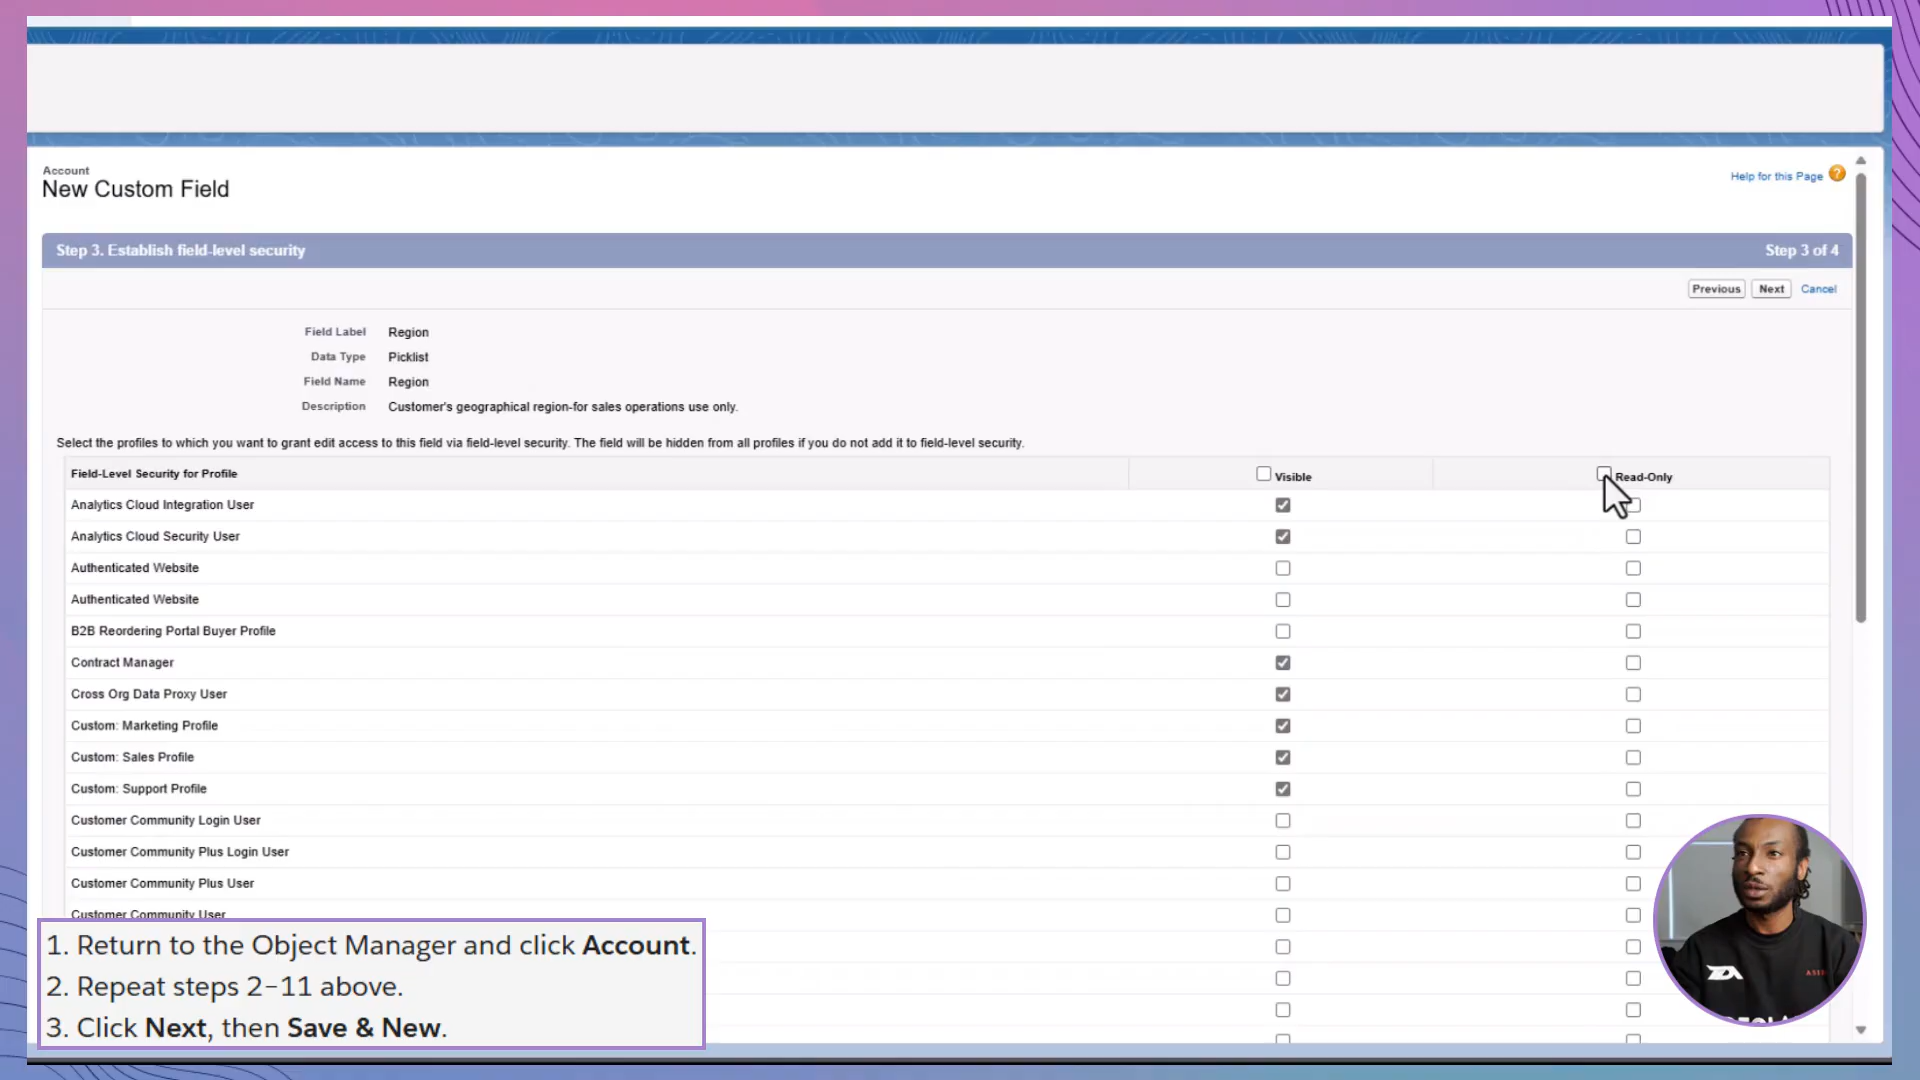 Account
New Custom Field
Help for this Page ?
Step 3. Establish field-level security Step 3 of 4
Previous Next Cancel
Field Label Region
Data Type Picklist
Field Name Region
Description Customer's geographical region-for sales operations use only.
Select the profiles to which you want to grant edit access to this field via field-level security. The field will be hidden from all profiles if you do not add it to field-level security.
Field-Level Security for Profile Visible Read-Only
Analytics Cloud Integration User
Analytics Cloud Security User
Authenticated Website
Authenticated Website
B2B Reordering Portal Buyer Profile
Contract Manager
Cross Org Data Proxy User
Custom: Marketing Profile
Custom: Sales Profile
Custom: Support Profile
Customer Community Login User
Customer Community Plus Login User
Customer Community Plus User
Customer Community User
1. Return to the Object Manager and click Account.
2. Repeat steps 2–11 above.
3. Click Next, then Save & New.